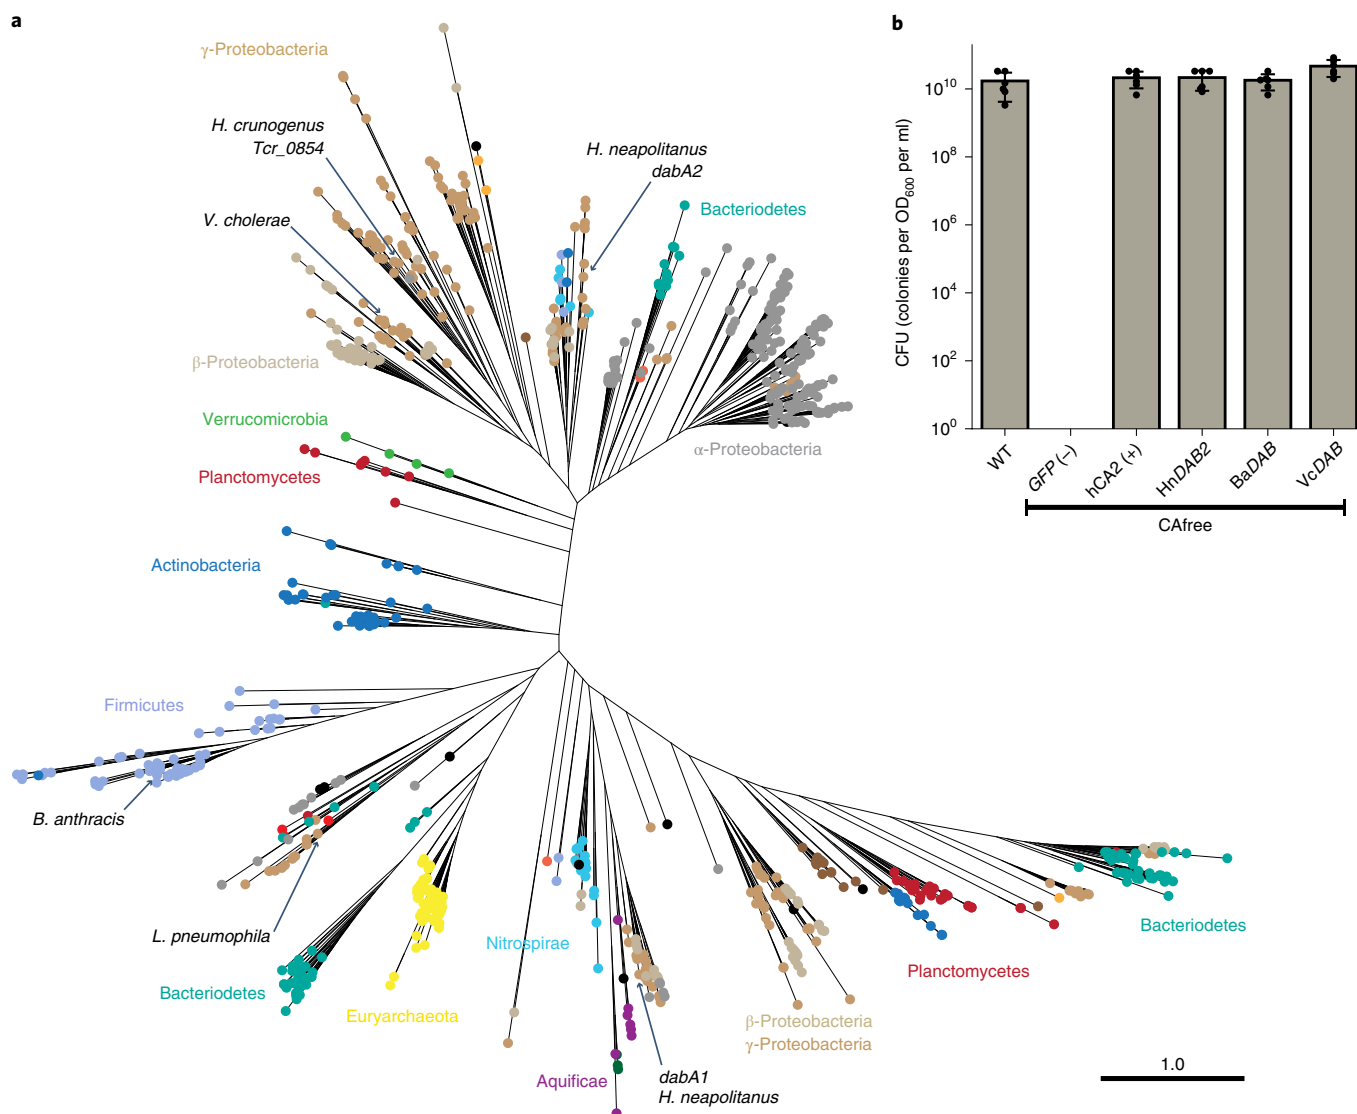 a
γ-Proteobacteria
H. crunogenus
Tcr_0854
V. cholerae
H. neapolitanus
dabA2
Bacteriodetes
β-Proteobacteria
Verrucomicrobia
Planctomycetes
α-Proteobacteria
Actinobacteria
Firmicutes
B. anthracis
L. pneumophila
Bacteriodetes
Euryarchaeota
Nitrospirae
Aquificae
dabA1
H. neapolitanus
β-Proteobacteria
γ-Proteobacteria
Planctomycetes
Bacteriodetes
1.0
b
CFU (colonies per OD600 per ml)
10^10
10^8
10^6
10^4
10^2
10^0
WT
GFP (–)
hCA2 (+)
HnDAB2
BaDAB
VcDAB
CAfree